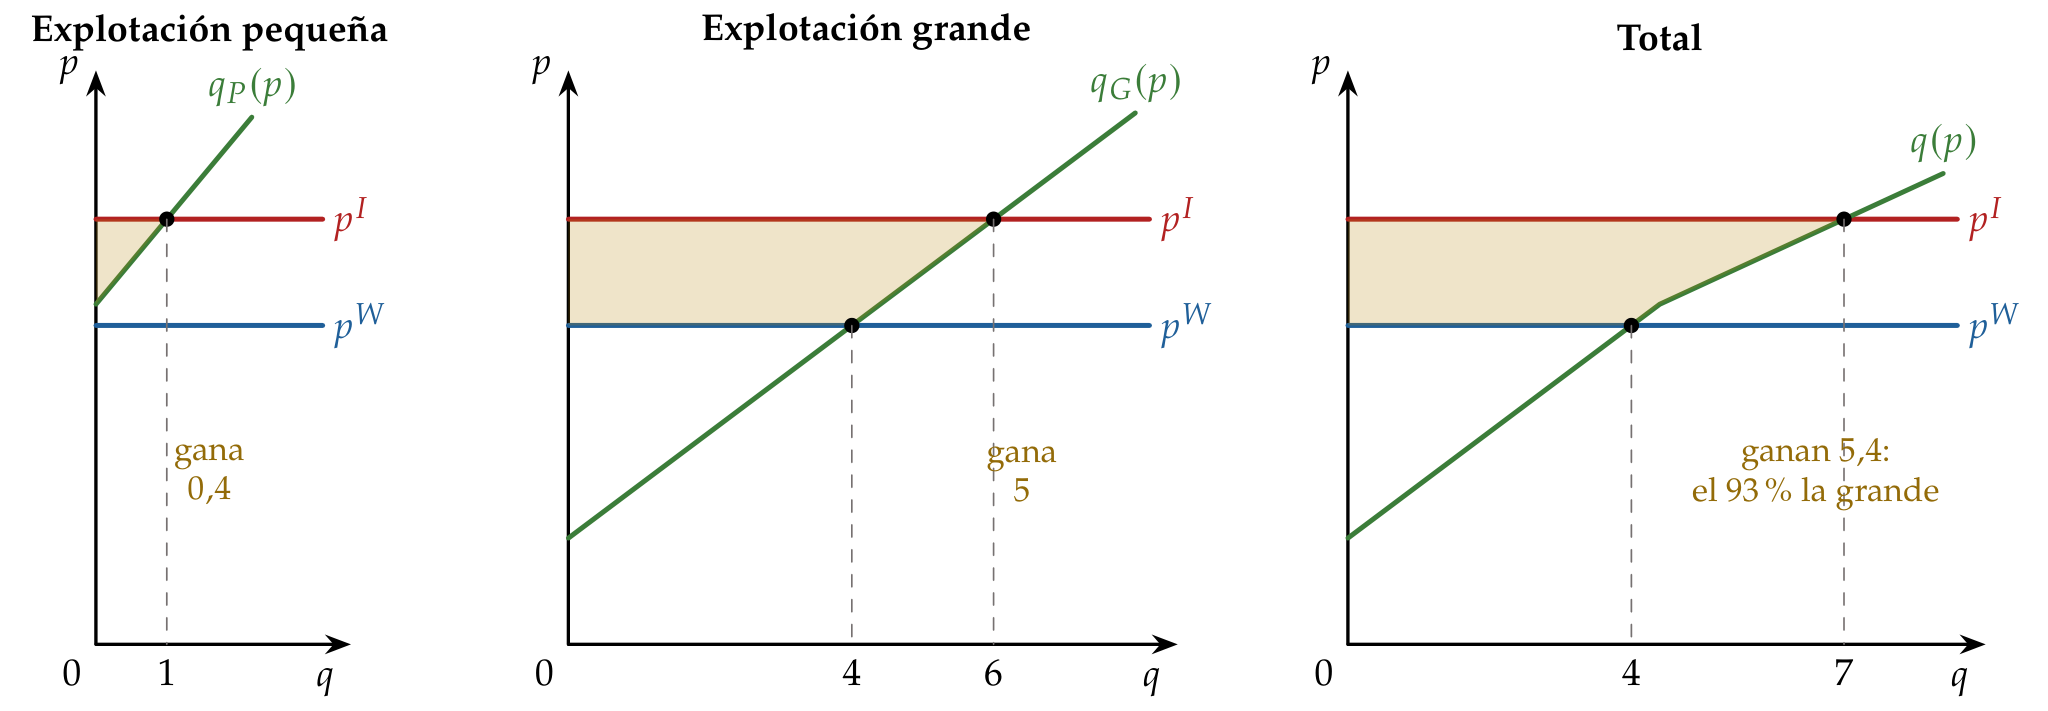 Explotación pequeña
p
q_P(p)
p^I
p^W
gana
0,4
0
1
q
Explotación grande
p
q_G(p)
p^I
p^W
gana
5
0
4
6
q
Total
p
q(p)
p^I
p^W
ganan 5,4:
el 93 % la grande
0
4
7
q